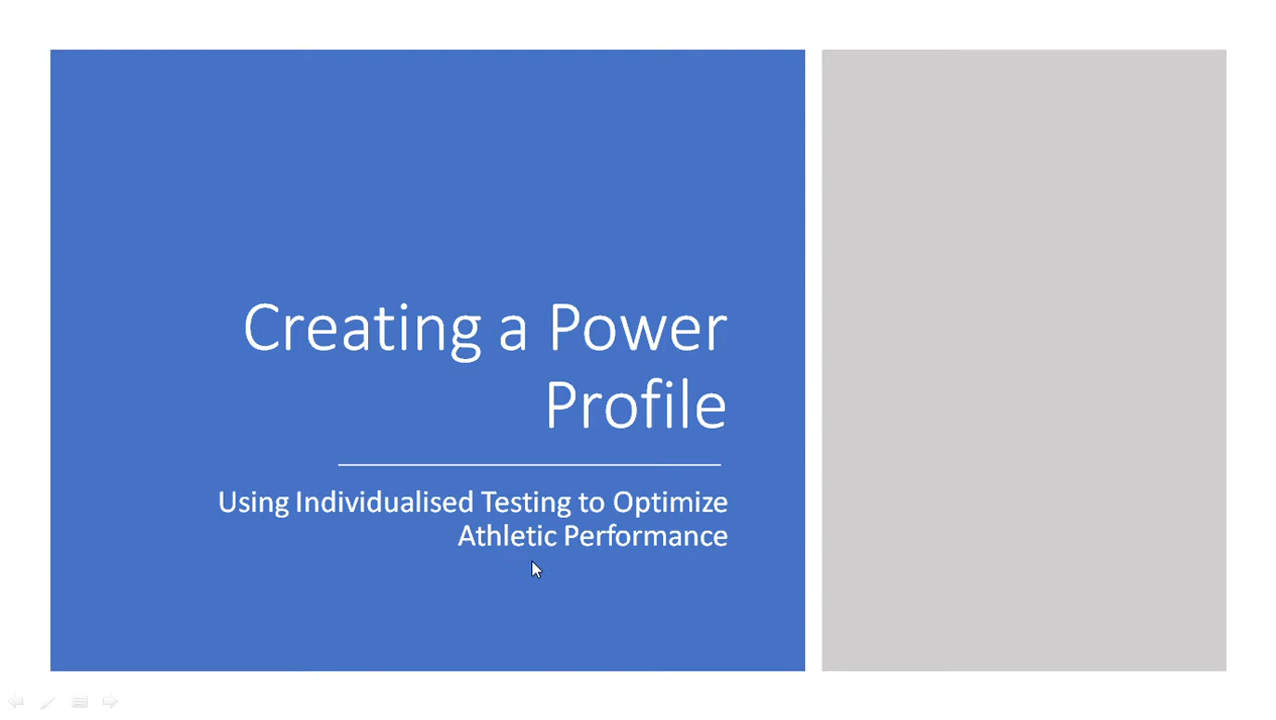 Creating a Power
Profile
Using Individualised Testing to Optimize
Athletic Performance